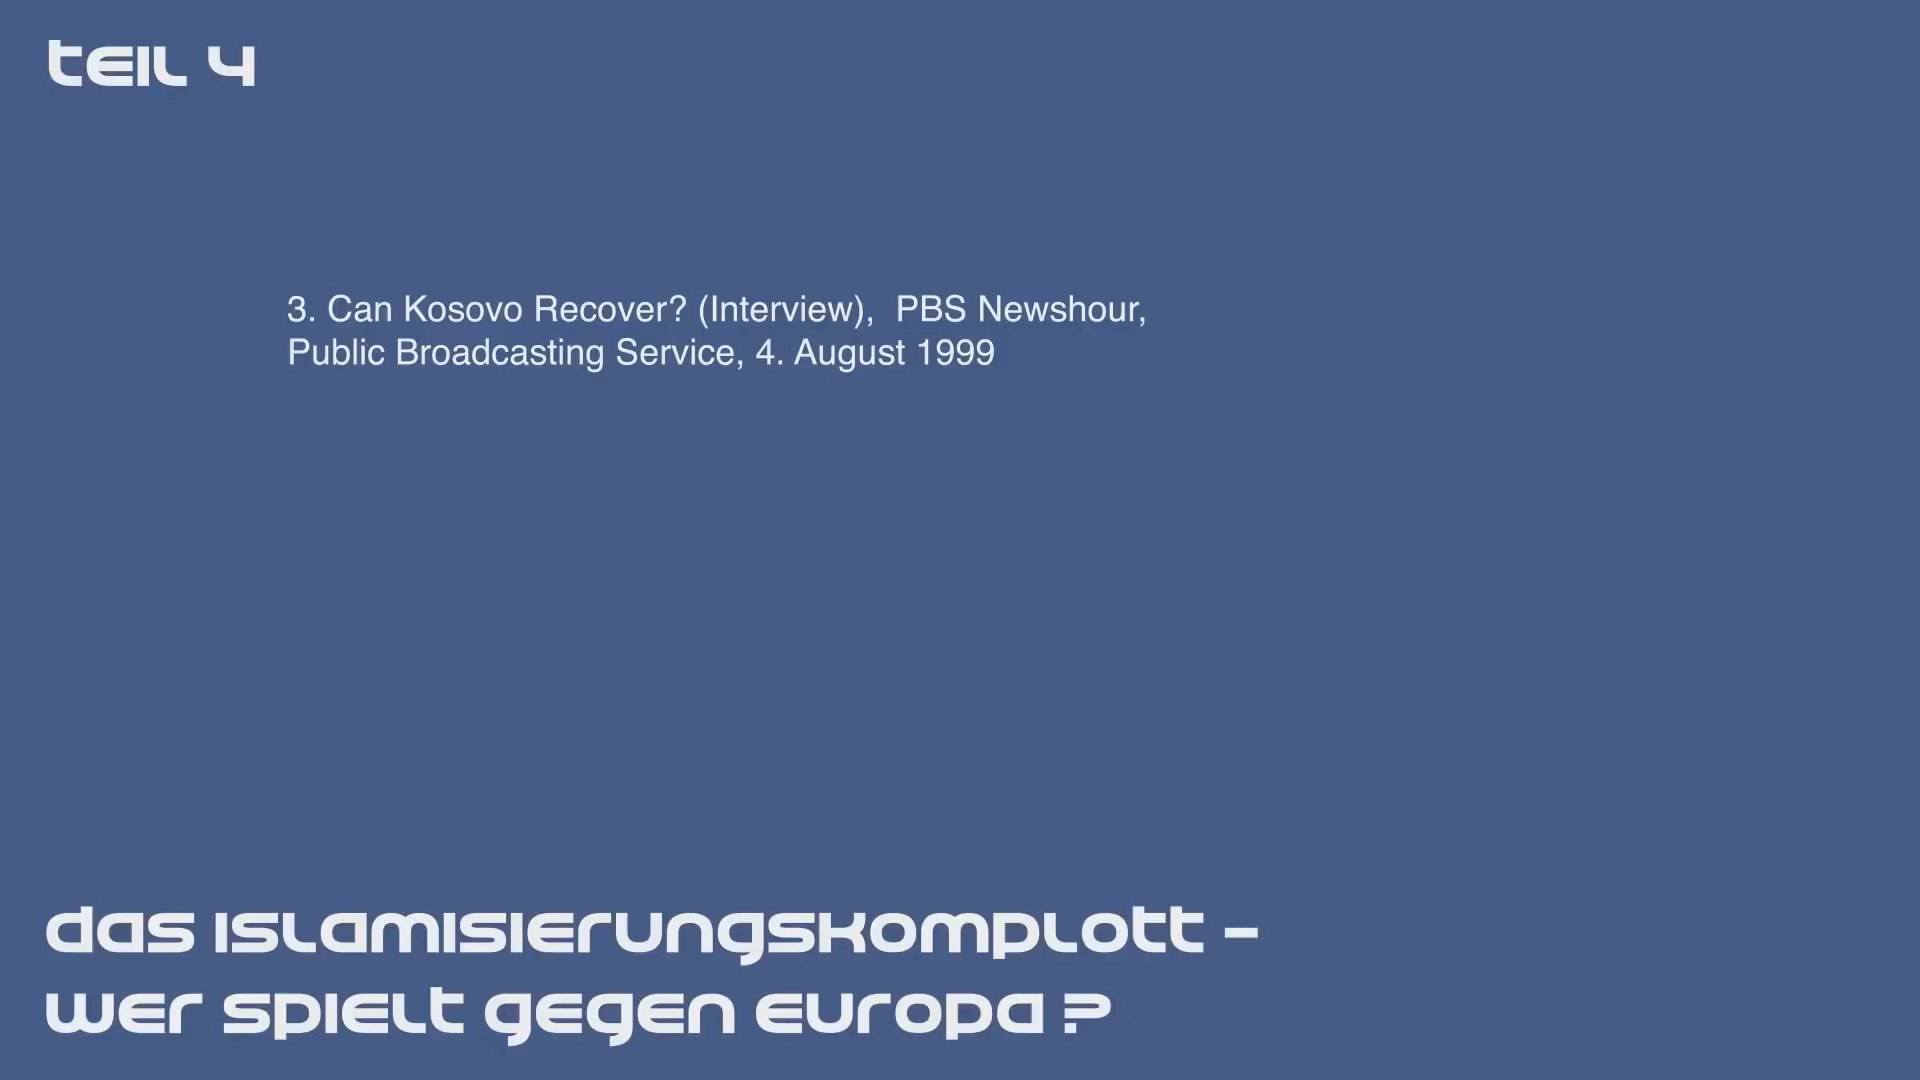 Teil 4
3. Can Kosovo Recover? (Interview),  PBS Newshour,
Public Broadcasting Service, 4. August 1999
das Islamisierungskomplott –
wer spielt gegen Europa ?